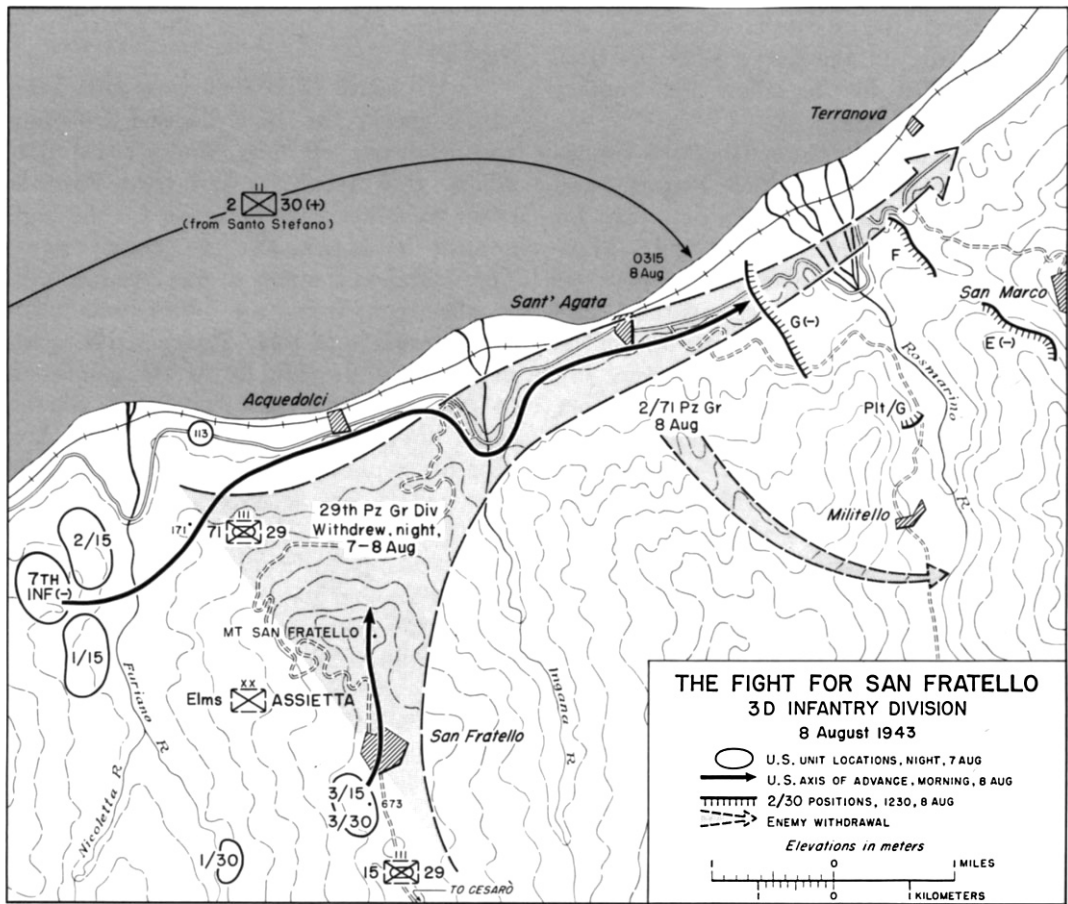 Terranova
II
2 30 (+)
(from Santo Stefano)
0315
8 Aug
F
Sant' Agata
San Marco
G (-)
E (-)
Rosmarino R.
Acquedolci
2/71 Pz Gr
8 Aug
Plt/G
113
29th Pz Gr Div
Withdrew, night,
7-8 Aug
III
171
71 29
Militello
2/15
7TH
INF (-)
MT SAN FRATELLO
1/15
Furiano R.
XX
Elms ASSIETTA
Ingana R.
San Fratello
Nicoletta R.
3/15
3/30
673
1/30
III
15 29
TO CESARÒ
THE FIGHT FOR SAN FRATELLO
3D INFANTRY DIVISION
8 August 1943
U.S. UNIT LOCATIONS, NIGHT, 7 AUG
U.S. AXIS OF ADVANCE, MORNING, 8 AUG
2/30 POSITIONS, 1230, 8 AUG
ENEMY WITHDRAWAL
Elevations in meters
1 0 1 MILES
1 0 1 KILOMETERS